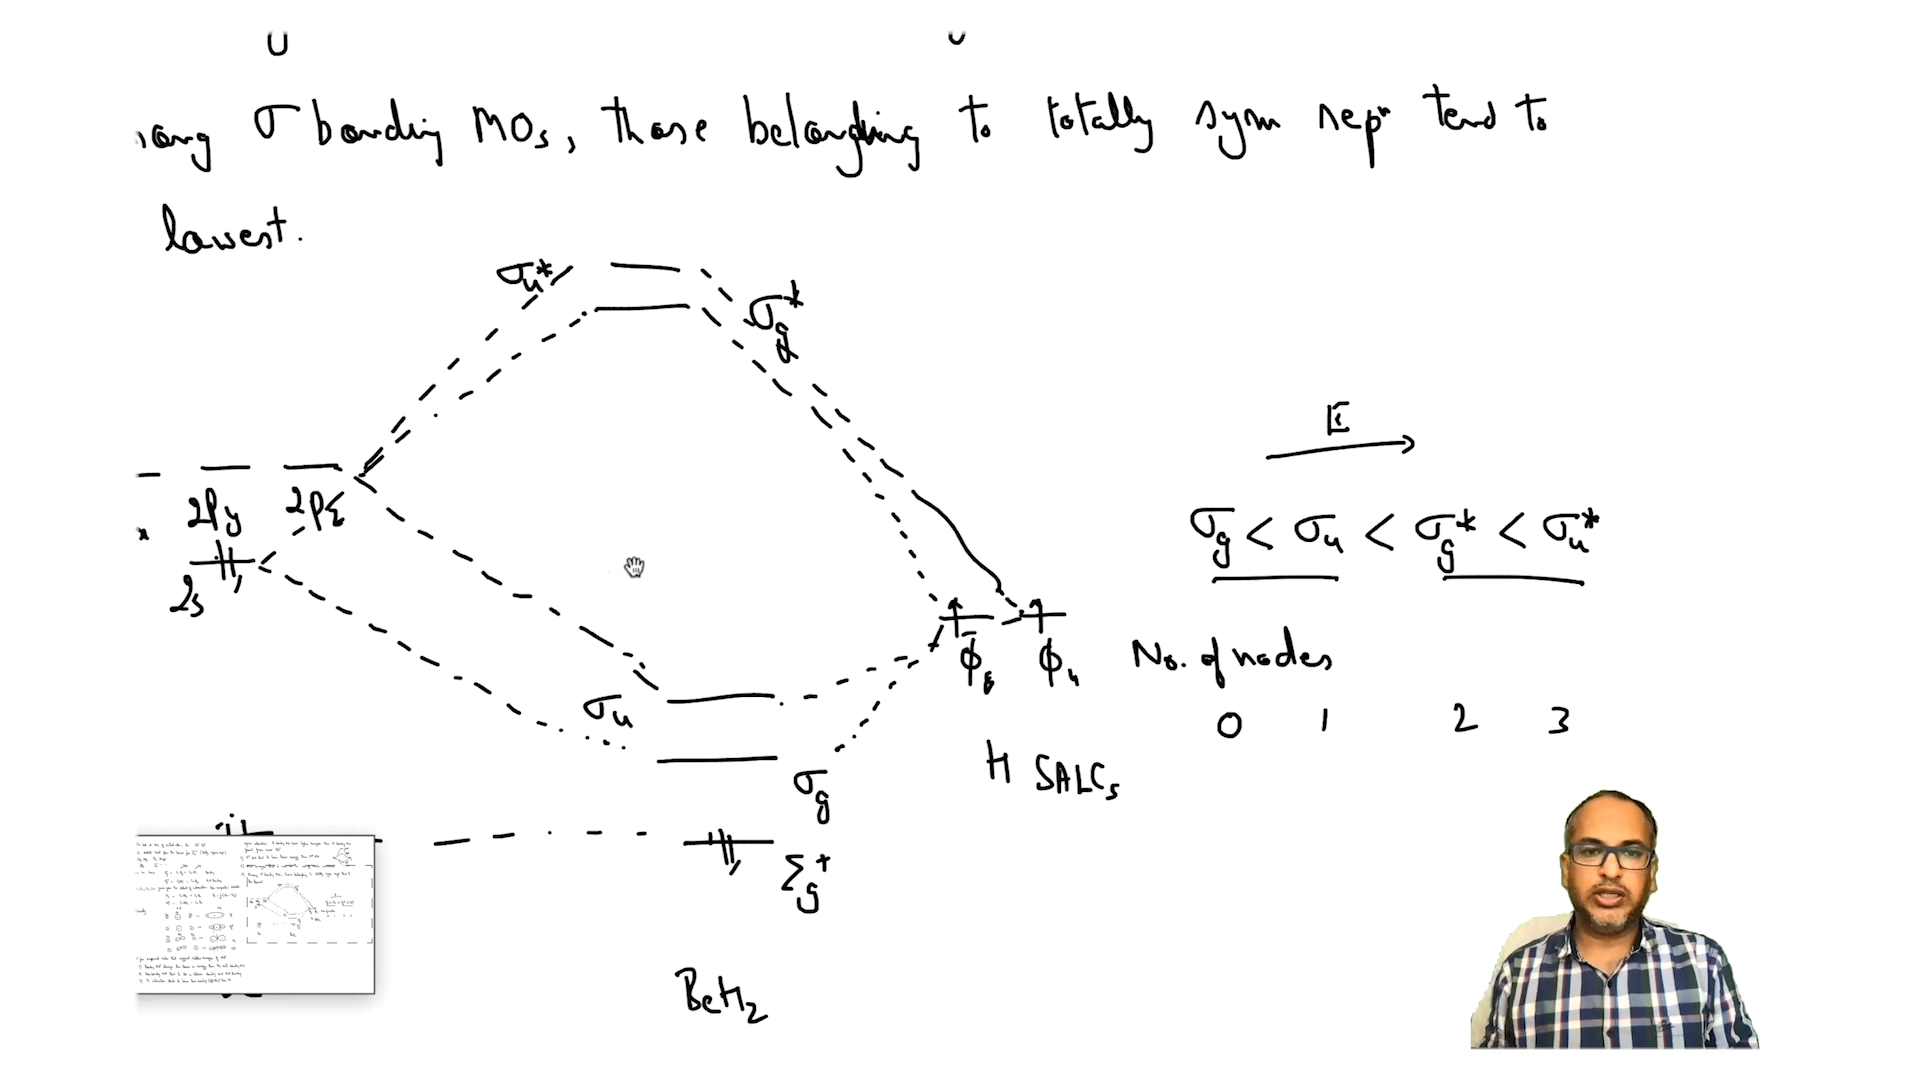 σ bonding MOs, those belonging to totally sym repⁿ tend to
lowest.
σu*
σg*
E
2Py 2Pz
σg < σu < σg* < σu*
2s
φg φu
No. of nodes
σu
0 1 2 3
H SALCs
σg
Σg+
BeH2